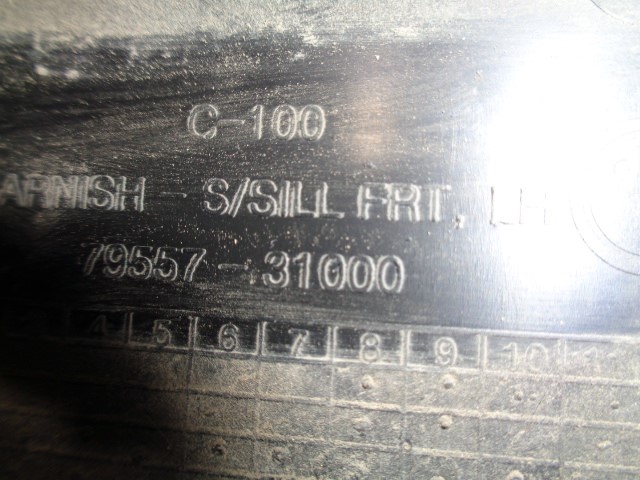 C-100
ARNISH - S/SILL FRT, LH
79557-31000
4 5 6 7 8 9 10